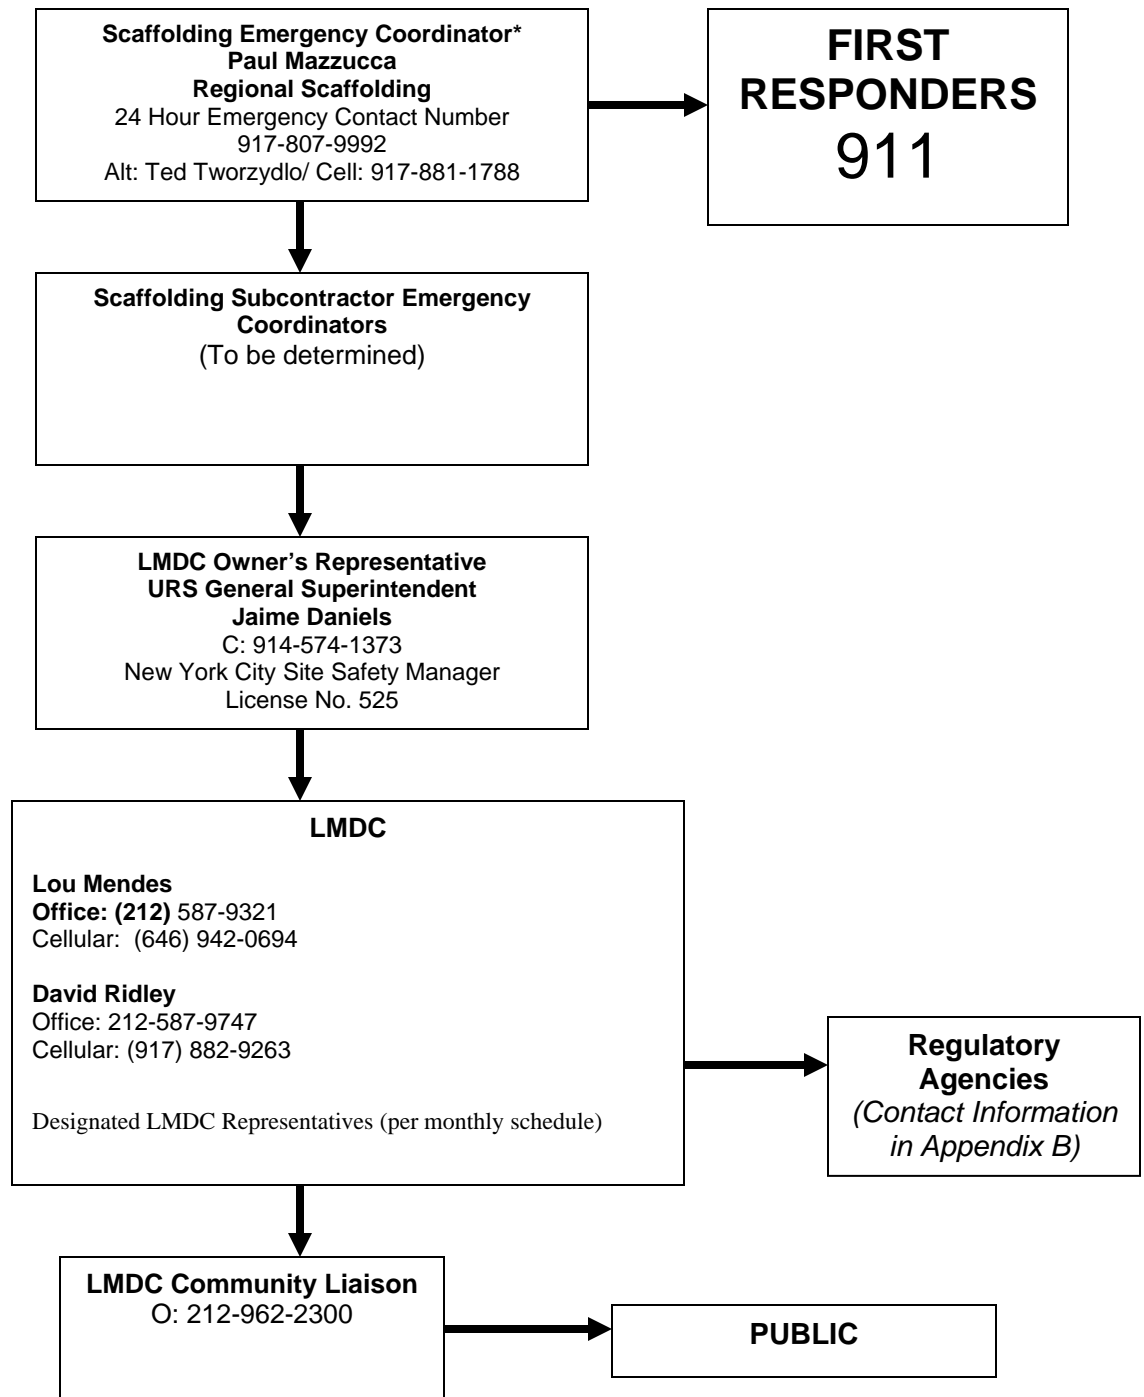 Scaffolding Emergency Coordinator*
Paul Mazzucca
Regional Scaffolding
24 Hour Emergency Contact Number
917-807-9992
Alt: Ted Tworzydlo/ Cell: 917-881-1788
FIRST
RESPONDERS
911
Scaffolding Subcontractor Emergency
Coordinators
(To be determined)
LMDC Owner’s Representative
URS General Superintendent
Jaime Daniels
C: 914-574-1373
New York City Site Safety Manager
License No. 525
LMDC
Lou Mendes
Office: (212) 587-9321
Cellular:  (646) 942-0694
David Ridley
Office: 212-587-9747
Cellular: (917) 882-9263
Designated LMDC Representatives (per monthly schedule)
Regulatory
Agencies
(Contact Information
in Appendix B)
LMDC Community Liaison
O: 212-962-2300
PUBLIC